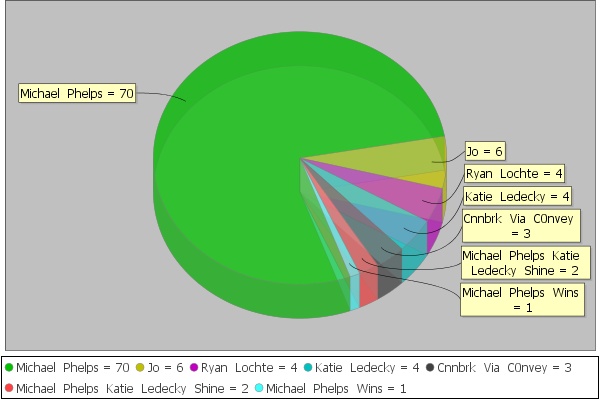 Michael Phelps = 70
Jo = 6
Ryan Lochte = 4
Katie Ledecky = 4
Cnnbrk Via C0nvey
= 3
Michael Phelps Katie
Ledecky Shine = 2
Michael Phelps Wins
= 1
Michael Phelps = 70 Jo = 6 Ryan Lochte = 4 Katie Ledecky = 4 Cnnbrk Via C0nvey = 3
Michael Phelps Katie Ledecky Shine = 2 Michael Phelps Wins = 1